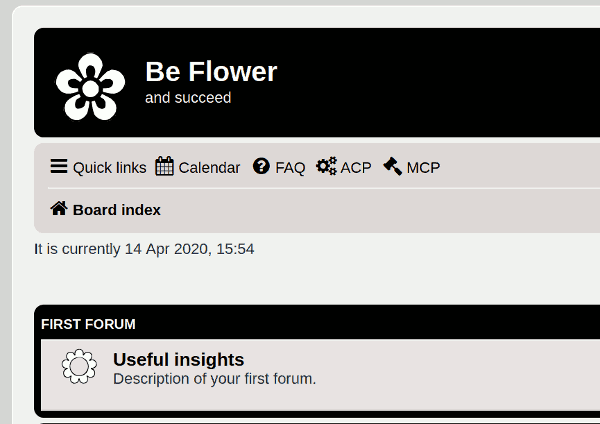 Be Flower
and succeed
Quick links Calendar FAQ ACP MCP
Board index
It is currently 14 Apr 2020, 15:54
FIRST FORUM
Useful insights
Description of your first forum.